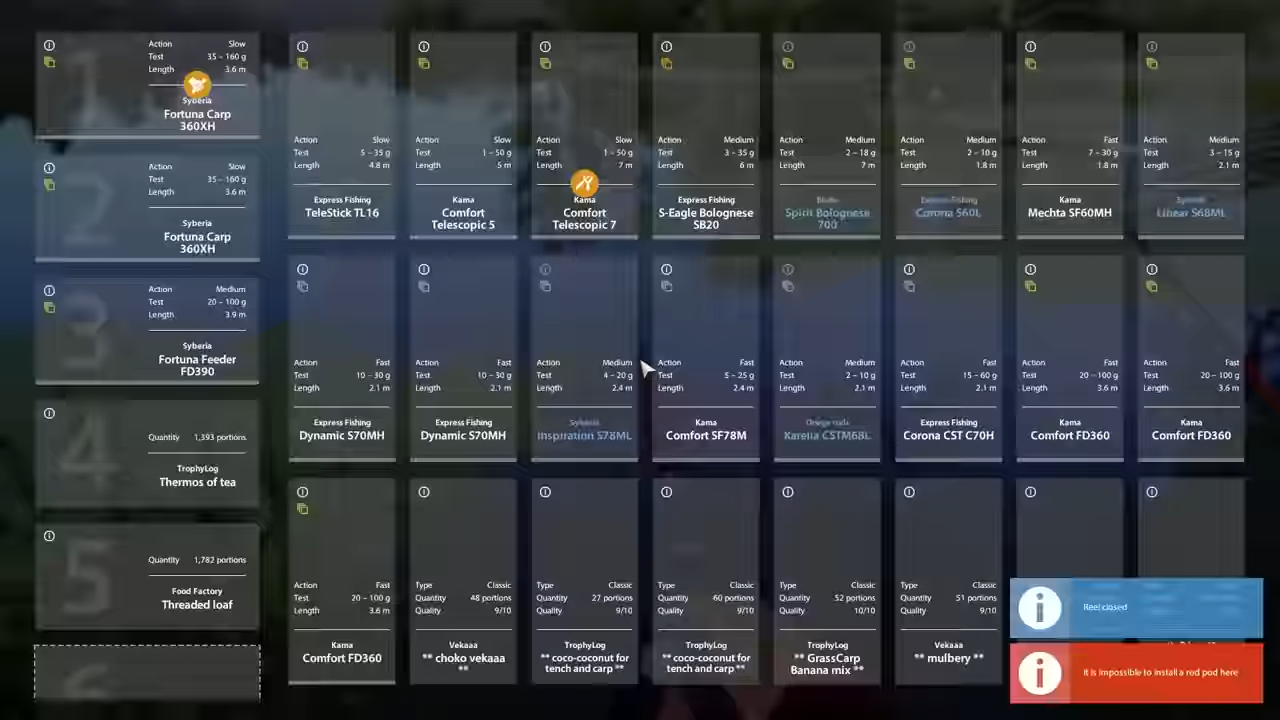 1
Action Slow
Test 35 – 160 g
Length 3.6 m
Syberia
Fortuna Carp
360XH
2
Action Slow
Test 35 – 160 g
Length 3.6 m
Syberia
Fortuna Carp
360XH
3
Action Medium
Test 20 – 100 g
Length 3.9 m
Syberia
Fortuna Feeder
FD390
4
Quantity 1,393 portions
TrophyLog
Thermos of tea
5
Quantity 1,782 portions
Food Factory
Threaded loaf
6
Action Slow
Test 5 – 35 g
Length 4.8 m
Express Fishing
TeleStick TL16
Action Slow
Test 1 – 50 g
Length 5 m
Kama
Comfort
Telescopic 5
Action Slow
Test 1 – 50 g
Length 7 m
Kama
Comfort
Telescopic 7
Action Medium
Test 3 – 35 g
Length 6 m
Express Fishing
S-Eagle Bolognese
SB20
Action Medium
Test 2 – 18 g
Length 7 m
Spirit Bolognese
700
Action Medium
Test 2 – 10 g
Length 1.8 m
Express Fishing
Corona S60L
Action Fast
Test 7 – 30 g
Length 1.8 m
Kama
Mechta SF60MH
Action Medium
Test 3 – 15 g
Length 2.1 m
Syberia
Linear S68ML
Action Fast
Test 10 – 30 g
Length 2.1 m
Express Fishing
Dynamic S70MH
Action Fast
Test 10 – 30 g
Length 2.1 m
Express Fishing
Dynamic S70MH
Action Medium
Test 4 – 20 g
Length 2.4 m
Syberia
Inspiration S78ML
Action Fast
Test 5 – 25 g
Length 2.4 m
Kama
Comfort SF78M
Action Medium
Test 2 – 10 g
Length 2.1 m
Karelia CSTM68L
Action Fast
Test 15 – 60 g
Length 2.1 m
Express Fishing
Corona CST C70H
Action Fast
Test 20 – 100 g
Length 3.6 m
Kama
Comfort FD360
Action Fast
Test 20 – 100 g
Length 3.6 m
Kama
Comfort FD360
Action Fast
Test 20 – 100 g
Length 3.6 m
Kama
Comfort FD360
Type Classic
Quantity 48 portions
Quality 9/10
Vekaaa
** choko vekaaa
**
Type Classic
Quantity 27 portions
Quality 9/10
TrophyLog
** coco-coconut for
tench and carp **
Type Classic
Quantity 60 portions
Quality 9/10
TrophyLog
** coco-coconut for
tench and carp **
Type Classic
Quantity 52 portions
Quality 10/10
TrophyLog
** GrassCarp
Banana mix **
Type Classic
Quantity 51 portions
Quality 9/10
Vekaaa
** mulbery **
Reel closed
It is impossible to install a rod pod here